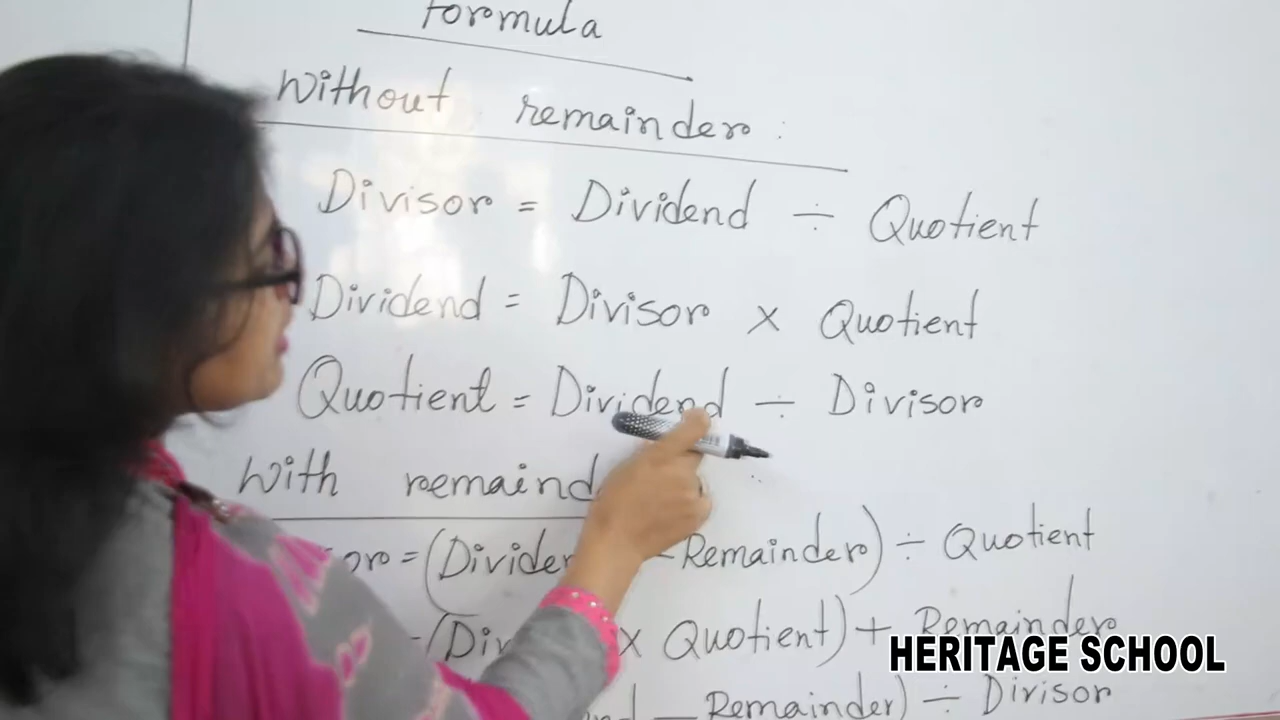 Formula
Without remainder:
Divisor = Dividend ÷ Quotient
Dividend = Divisor × Quotient
Quotient = Dividend ÷ Divisor
With
= (Dividend - Remainder) ÷ Quotient
× Quotient) + Remainder
- Remainder) ÷ Divisor
HERITAGE SCHOOL